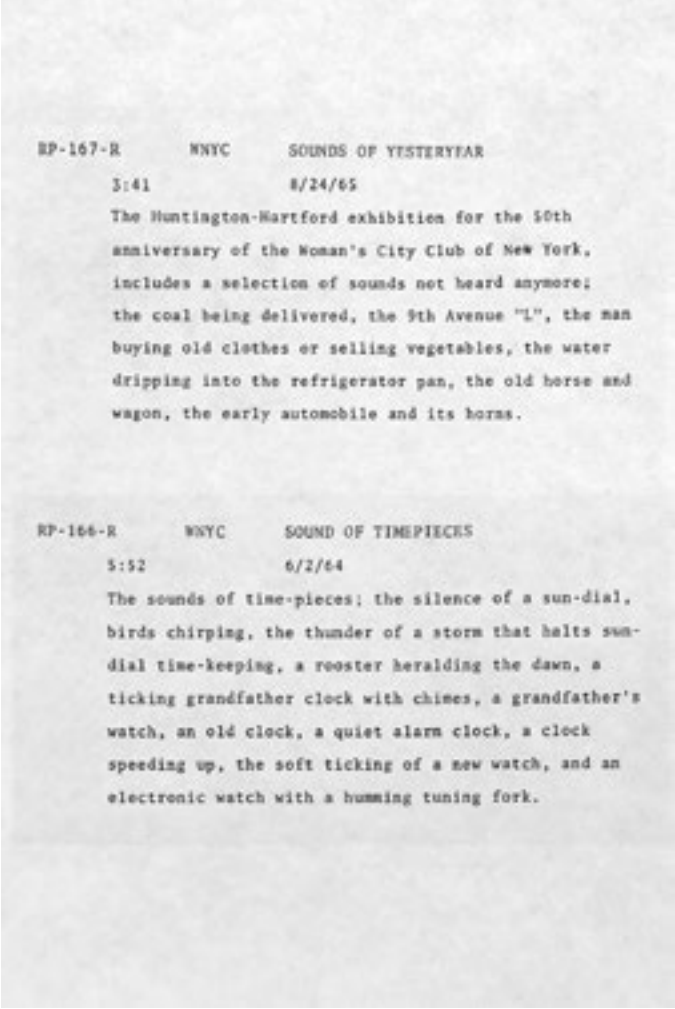 RP-167-R WNYC SOUNDS OF YESTERYEAR
3:41 8/24/65
The Huntington-Hartford exhibition for the 50th
anniversary of the Woman's City Club of New York,
includes a selection of sounds not heard anymore;
the coal being delivered, the 9th Avenue "L", the man
buying old clothes or selling vegetables, the water
dripping into the refrigerator pan, the old horse and
wagon, the early automobile and its horns.
RP-166-R WNYC SOUND OF TIMEPIECES
5:52 6/2/64
The sounds of time-pieces; the silence of a sun-dial,
birds chirping, the thunder of a storm that halts sun-
dial time-keeping, a rooster heralding the dawn, a
ticking grandfather clock with chimes, a grandfather's
watch, an old clock, a quiet alarm clock, a clock
speeding up, the soft ticking of a new watch, and an
electronic watch with a humming tuning fork.